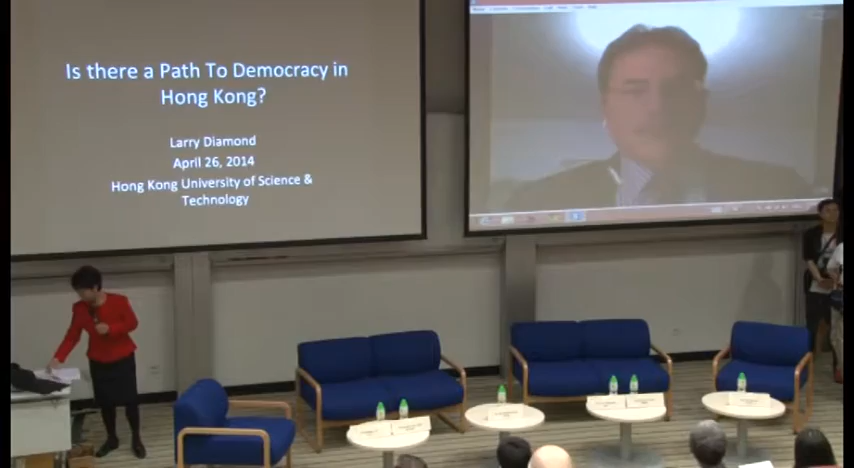 Is there a Path To Democracy in
Hong Kong?
Larry Diamond
April 26, 2014
Hong Kong University of Science &
Technology